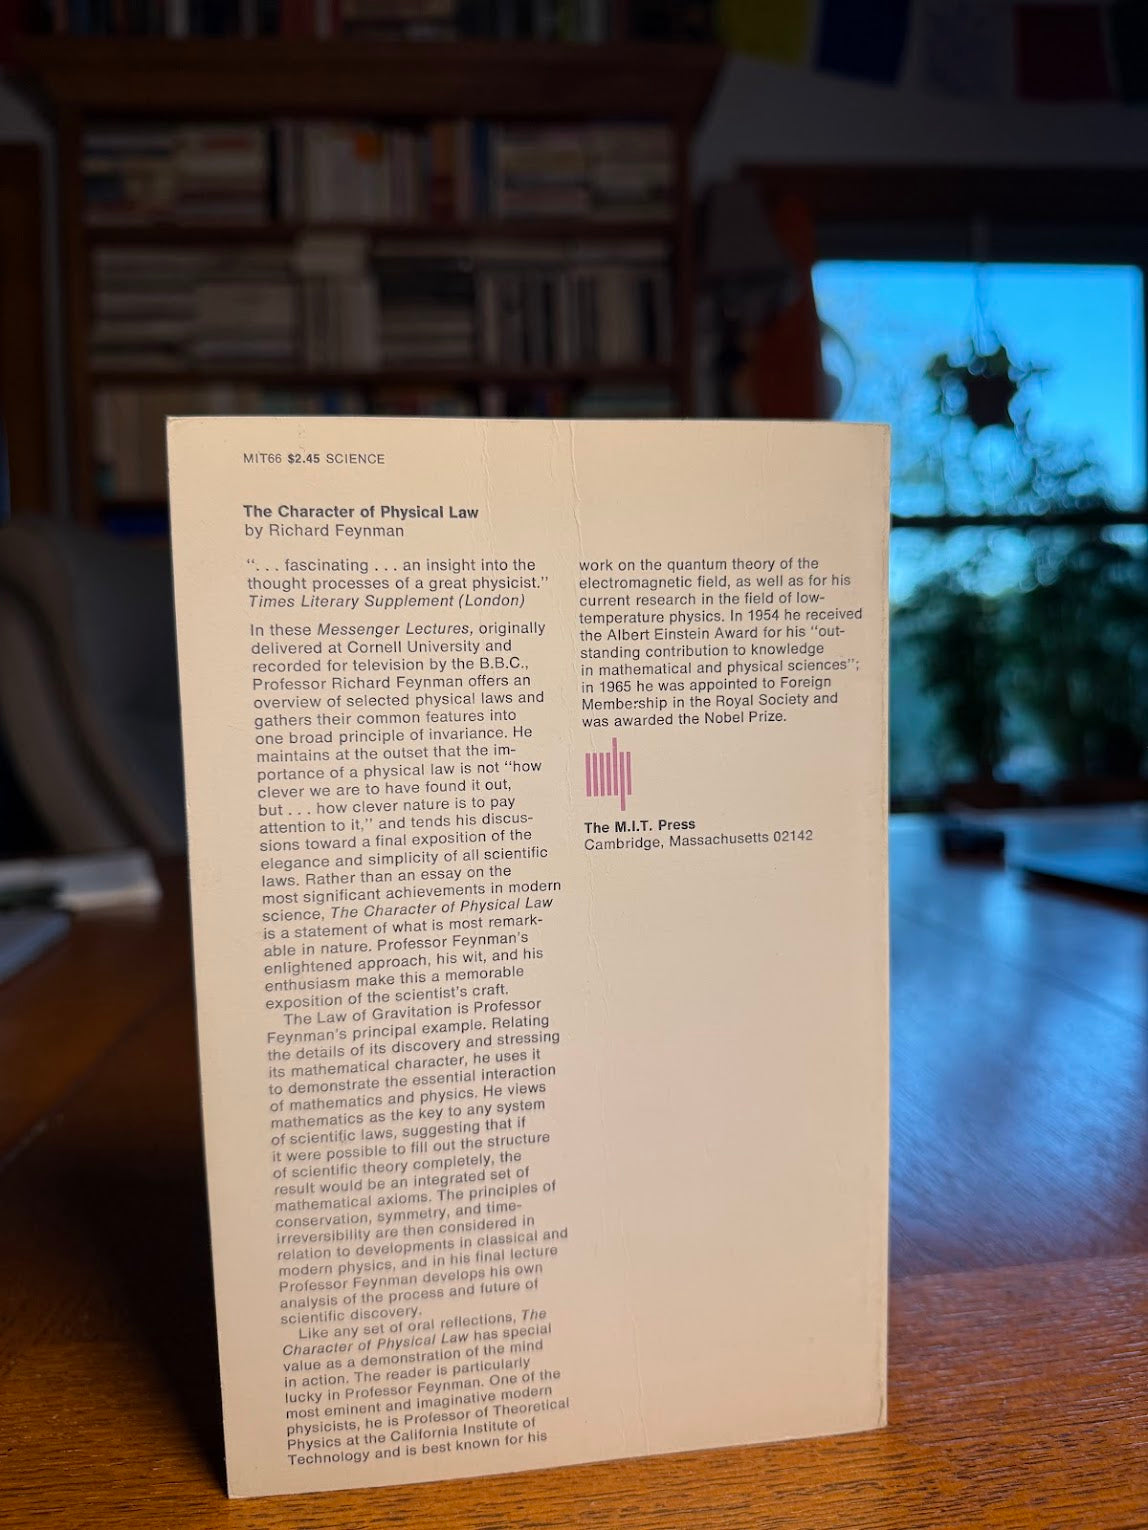 MIT66 $2.45 SCIENCE
The Character of Physical Law
by Richard Feynman
“. . . fascinating . . . an insight into the
thought processes of a great physicist.”
Times Literary Supplement (London)
In these Messenger Lectures, originally
delivered at Cornell University and
recorded for television by the B.B.C.,
Professor Richard Feynman offers an
overview of selected physical laws and
gathers their common features into
one broad principle of invariance. He
maintains at the outset that the im-
portance of a physical law is not “how
clever we are to have found it out,
but . . . how clever nature is to pay
attention to it,” and tends his discus-
sions toward a final exposition of the
elegance and simplicity of all scientific
laws. Rather than an essay on the
most significant achievements in modern
science, The Character of Physical Law
is a statement of what is most remark-
able in nature. Professor Feynman’s
enlightened approach, his wit, and his
enthusiasm make this a memorable
exposition of the scientist’s craft.
The Law of Gravitation is Professor
Feynman’s principal example. Relating
the details of its discovery and stressing
its mathematical character, he uses it
to demonstrate the essential interaction
of mathematics and physics. He views
mathematics as the key to any system
of scientific laws, suggesting that if
it were possible to fill out the structure
of scientific theory completely, the
result would be an integrated set of
mathematical axioms. The principles of
conservation, symmetry, and time-
irreversibility are then considered in
relation to developments in classical and
modern physics, and in his final lecture
Professor Feynman develops his own
analysis of the process and future of
scientific discovery.
Like any set of oral reflections, The
Character of Physical Law has special
value as a demonstration of the mind
in action. The reader is particularly
lucky in Professor Feynman. One of the
most eminent and imaginative modern
physicists, he is Professor of Theoretical
Physics at the California Institute of
Technology and is best known for his
work on the quantum theory of the
electromagnetic field, as well as for his
current research in the field of low-
temperature physics. In 1954 he received
the Albert Einstein Award for his “out-
standing contribution to knowledge
in mathematical and physical sciences”;
in 1965 he was appointed to Foreign
Membership in the Royal Society and
was awarded the Nobel Prize.
The M.I.T. Press
Cambridge, Massachusetts 02142